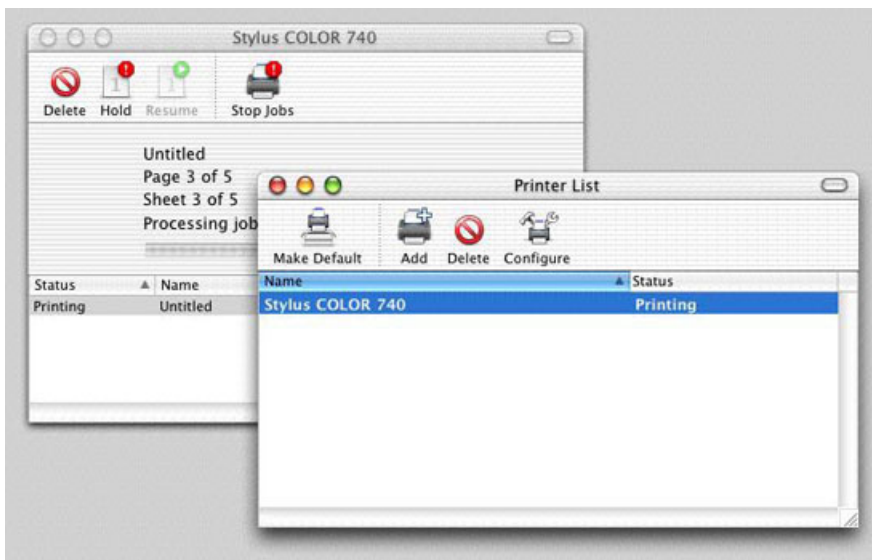 Stylus COLOR 740
Delete Hold Resume Stop Jobs
Untitled
Page 3 of 5
Sheet 3 of 5
Processing job
Status Name
Printing Untitled
Printer List
Make Default Add Delete Configure
Name Status
Stylus COLOR 740 Printing